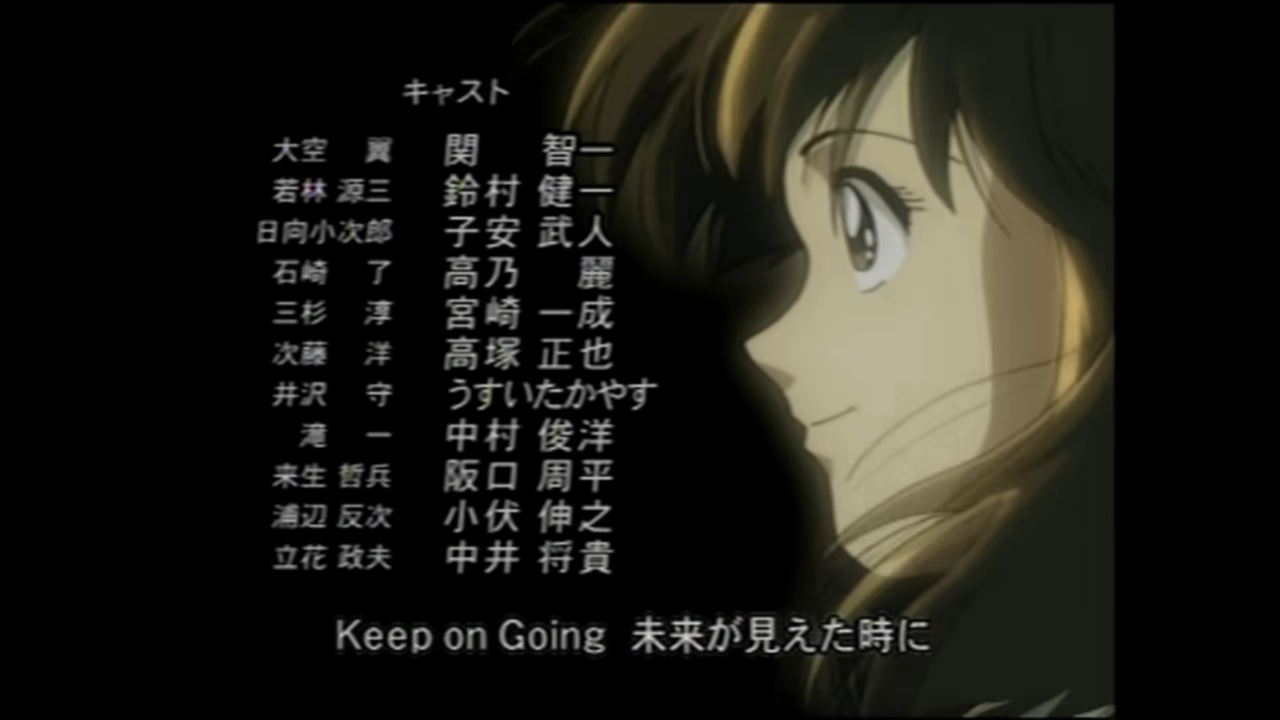 キャスト
大空 翼 関 智一
若林 源三 鈴村 健一
日向小次郎 子安 武人
石崎 了 高乃 麗
三杉 淳 宮崎 一成
次藤 洋 高塚 正也
井沢 守 うすいたかやす
滝 一 中村 俊洋
来生 哲兵 阪口 周平
浦辺 反次 小伏 伸之
立花 政夫 中井 将貴
Keep on Going 未来が見えた時に